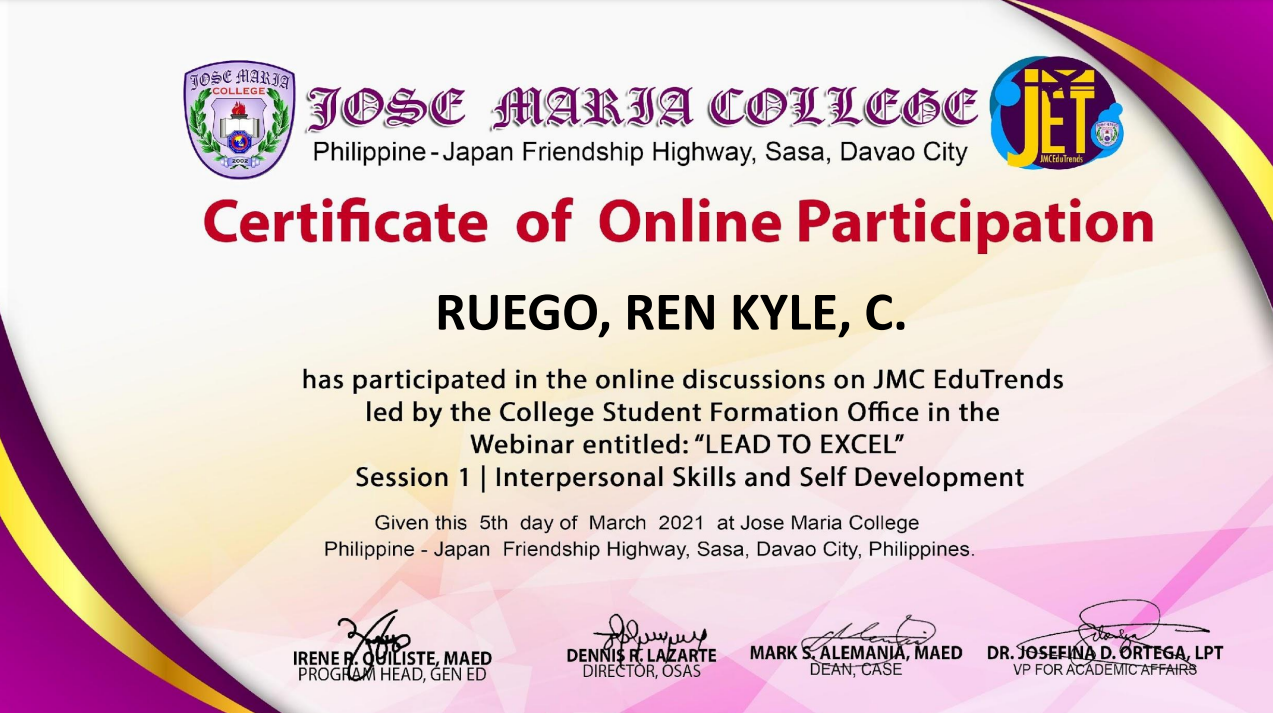 JOSE MARIA
COLLEGE
2002
JOSE MARIA COLLEGE
Philippine - Japan Friendship Highway, Sasa, Davao City
JET
JMCEduTrends
Certificate of Online Participation
RUEGO, REN KYLE, C.
has participated in the online discussions on JMC EduTrends
led by the College Student Formation Office in the
Webinar entitled: “LEAD TO EXCEL”
Session 1 | Interpersonal Skills and Self Development
Given this 5th day of March 2021 at Jose Maria College
Philippine - Japan Friendship Highway, Sasa, Davao City, Philippines.
IRENE R. QUILISTE, MAED
PROGRAM HEAD, GEN ED
DENNIS R. LAZARTE
DIRECTOR, OSAS
MARK S. ALEMANIA, MAED
DEAN, CASE
DR. JOSEFINA D. ORTEGA, LPT
VP FOR ACADEMIC AFFAIRS